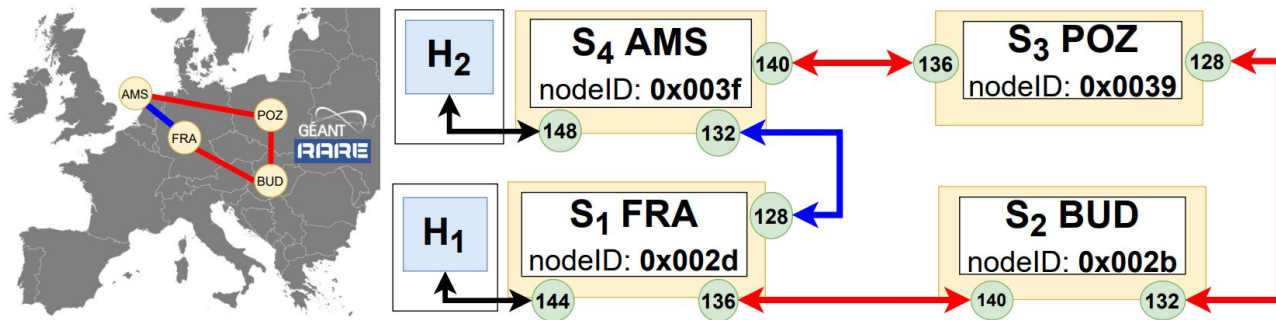 AMS
POZ
FRA
BUD
GÉANT
RARE
H2
S4 AMS
nodeID: 0x003f
140
148
132
136
S3 POZ
nodeID: 0x0039
128
H1
S1 FRA
nodeID: 0x002d
128
144
136
S2 BUD
nodeID: 0x002b
140
132